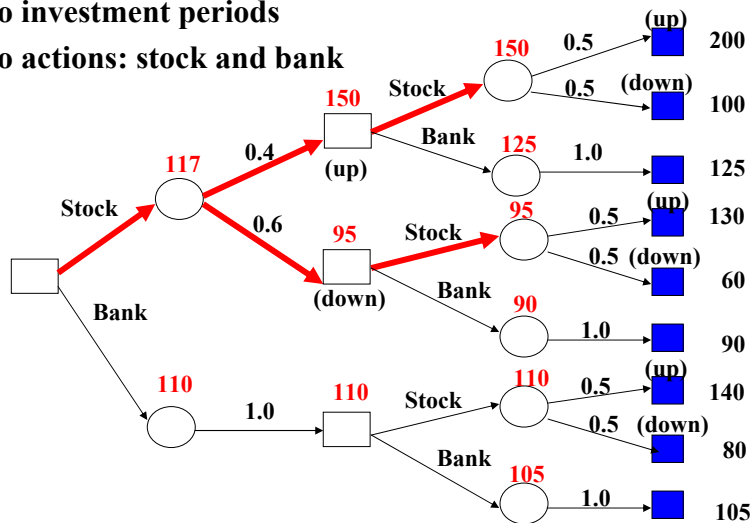 o investment periods
o actions: stock and bank
(up)
200
150
0.5
Stock
0.5
(down)
100
150
Bank
125
1.0
125
117
0.4
(up)
(up)
Stock
0.6
95
Stock
95
0.5
130
0.5
(down)
60
(down)
Bank
Bank
90
1.0
90
(up)
110
1.0
110
Stock
110
0.5
140
0.5
(down)
80
Bank
105
1.0
105